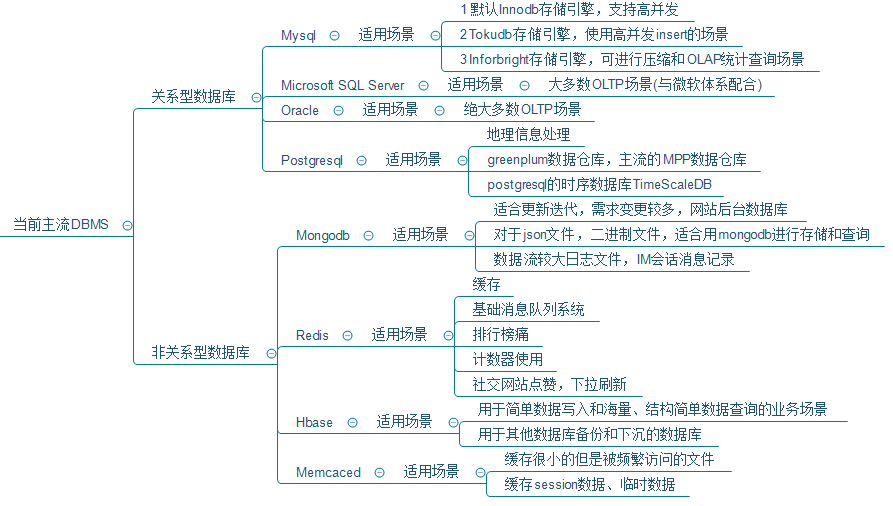 当前主流DBMS
关系型数据库
Mysql 适用场景
1 默认Innodb存储引擎，支持高并发
2 Tokudb存储引擎，使用高并发insert的场景
3 Inforbright存储引擎，可进行压缩和OLAP统计查询场景
Microsoft SQL Server 适用场景 大多数OLTP场景(与微软体系配合)
Oracle 适用场景 绝大多数OLTP场景
Postgresql 适用场景
地理信息处理
greenplum数据仓库，主流的MPP数据仓库
postgresql的时序数据库TimeScaleDB
非关系型数据库
Mongodb 适用场景
适合更新迭代，需求变更较多，网站后台数据库
对于json文件，二进制文件，适合用mongodb进行存储和查询
数据流较大日志文件，IM会话消息记录
Redis 适用场景
缓存
基础消息队列系统
排行榜痛
计数器使用
社交网站点赞，下拉刷新
Hbase 适用场景
用于简单数据写入和海量、结构简单数据查询的业务场景
用于其他数据库备份和下沉的数据库
Memcaced 适用场景
缓存很小的但是被频繁访问的文件
缓存session数据、临时数据